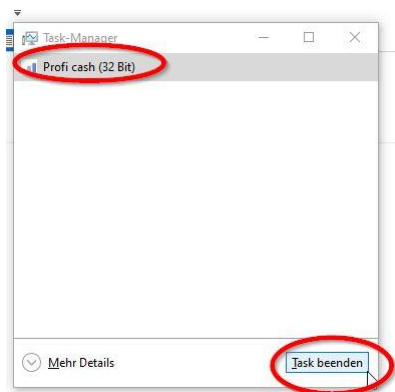 Task-Manager
Profi cash (32 Bit)
Mehr Details
Task beenden